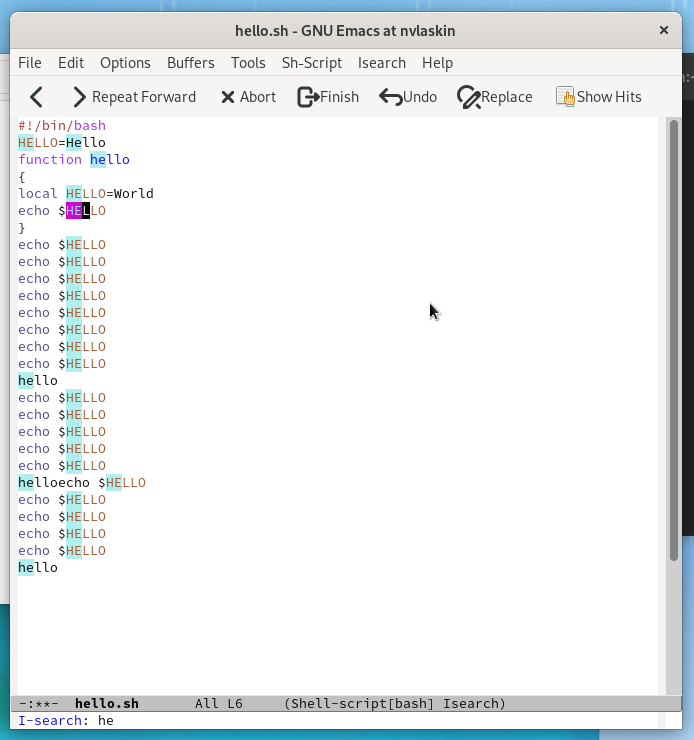 hello.sh - GNU Emacs at nvlaskin
File Edit Options Buffers Tools Sh-Script Isearch Help
Repeat Forward Abort Finish Undo Replace Show Hits
#!/bin/bash
HELLO=Hello
function hello
{
local HELLO=World
echo $HELLO
}
echo $HELLO
echo $HELLO
echo $HELLO
echo $HELLO
echo $HELLO
echo $HELLO
echo $HELLO
echo $HELLO
hello
echo $HELLO
echo $HELLO
echo $HELLO
echo $HELLO
echo $HELLO
helloecho $HELLO
echo $HELLO
echo $HELLO
echo $HELLO
echo $HELLO
hello
-:**- hello.sh All L6 (Shell-script[bash] Isearch)
I-search: he